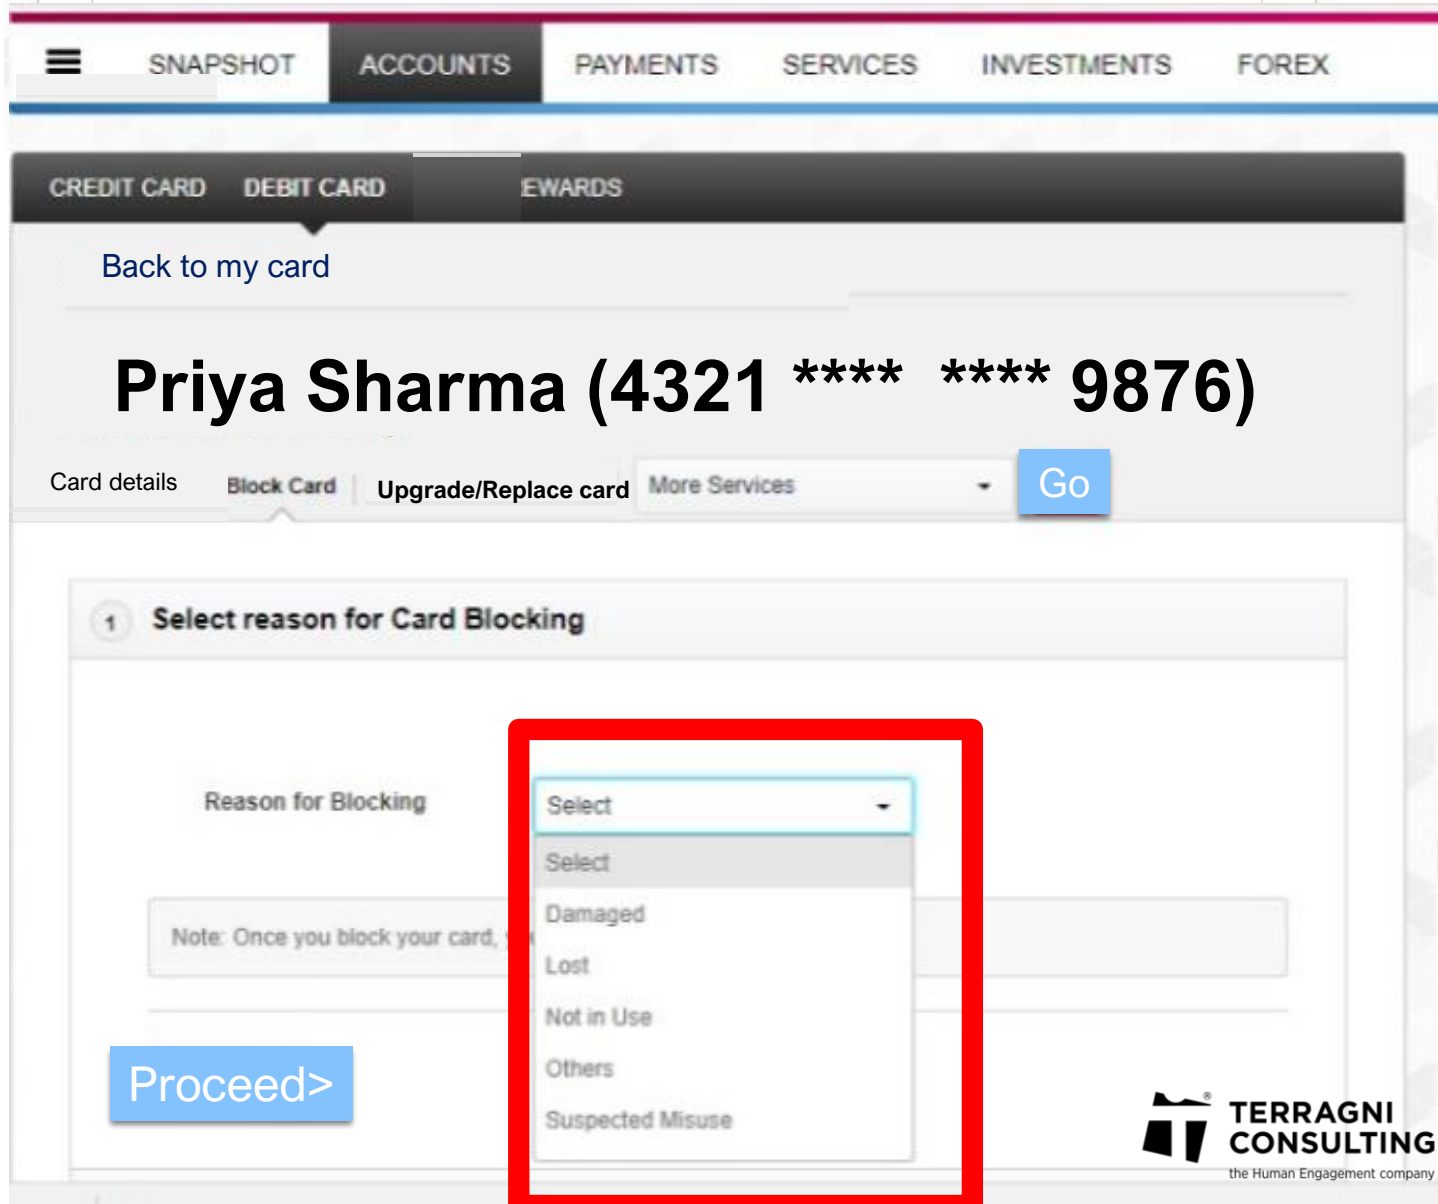 SNAPSHOT ACCOUNTS PAYMENTS SERVICES INVESTMENTS FOREX
CREDIT CARD DEBIT CARD EWARDS
Back to my card
Priya Sharma (4321 **** **** 9876)
Card details Block Card Upgrade/Replace card More Services Go
1 Select reason for Card Blocking
Reason for Blocking Select
Select
Damaged
Note: Once you block your card,
Lost
Not in Use
Others
Proceed>
Suspected Misuse
®
TERRAGNI
CONSULTING
the Human Engagement company